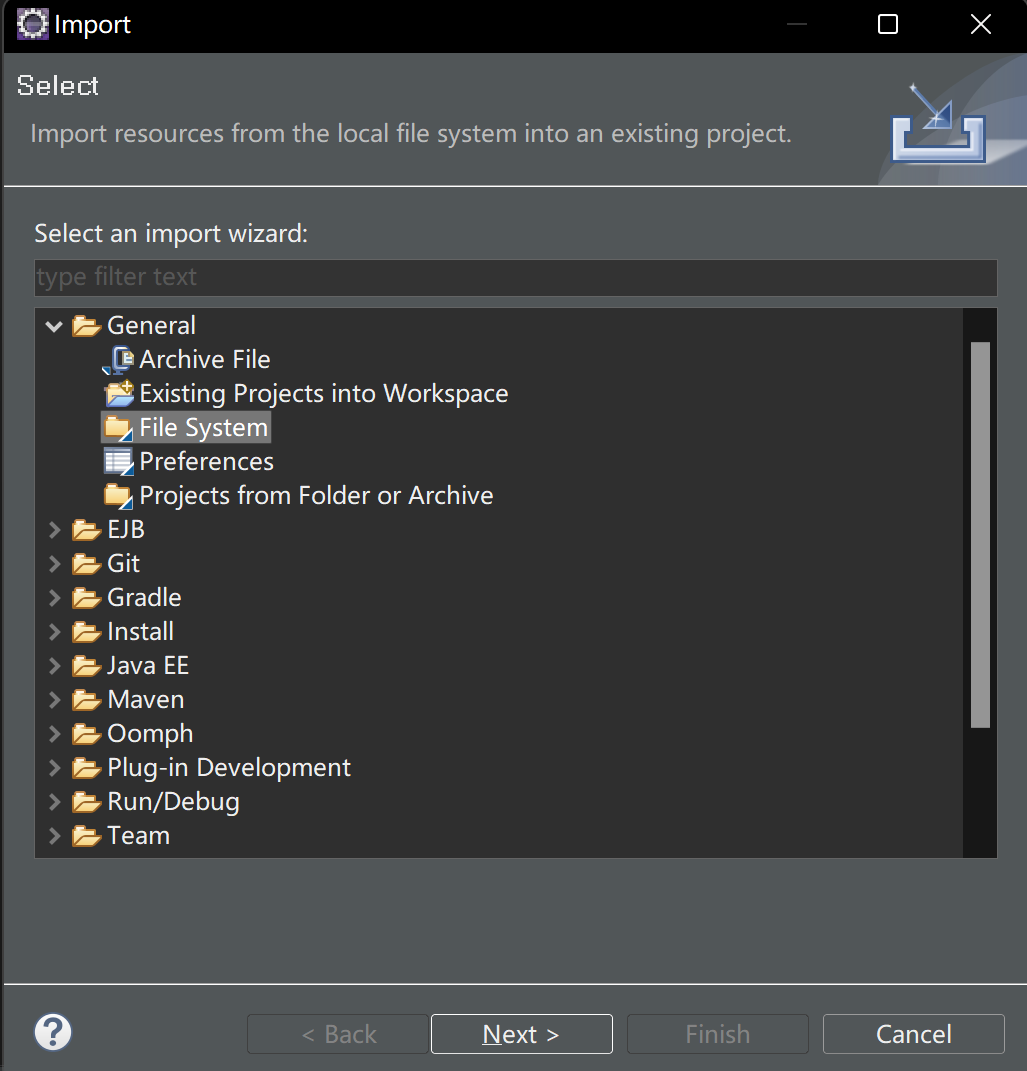 Import
Select
Import resources from the local file system into an existing project.
Select an import wizard:
type filter text
General
Archive File
Existing Projects into Workspace
File System
Preferences
Projects from Folder or Archive
EJB
Git
Gradle
Install
Java EE
Maven
Oomph
Plug-in Development
Run/Debug
Team
? < Back Next > Finish Cancel